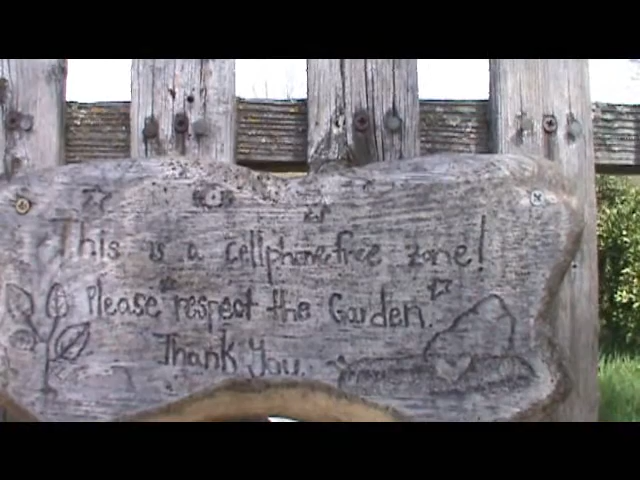 This is a cellphone free zone!
Please respect the Garden.
Thank You.